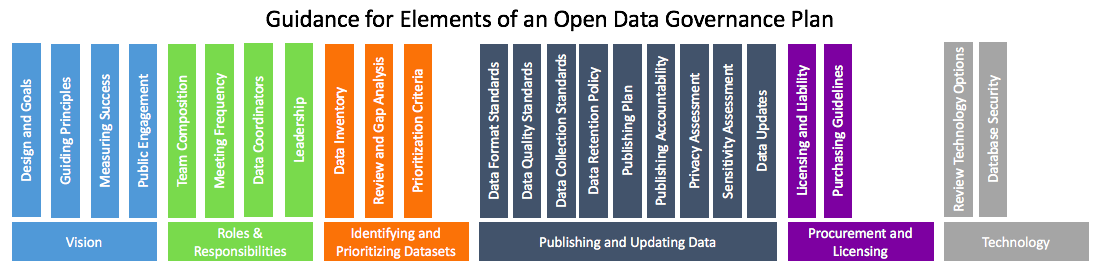 Guidance for Elements of an Open Data Governance Plan
Design and Goals
Guiding Principles
Measuring Success
Public Engagement
Vision
Team Composition
Meeting Frequency
Data Coordinators
Leadership
Roles &
Responsibilities
Data Inventory
Review and Gap Analysis
Prioritization Criteria
Identifying and
Prioritizing Datasets
Data Format Standards
Data Quality Standards
Data Collection Standards
Data Retention Policy
Publishing Plan
Publishing Accountability
Privacy Assessment
Sensitivity Assessment
Data Updates
Publishing and Updating Data
Licensing and Liability
Purchasing Guidelines
Procurement and
Licensing
Review Technology Options
Database Security
Technology